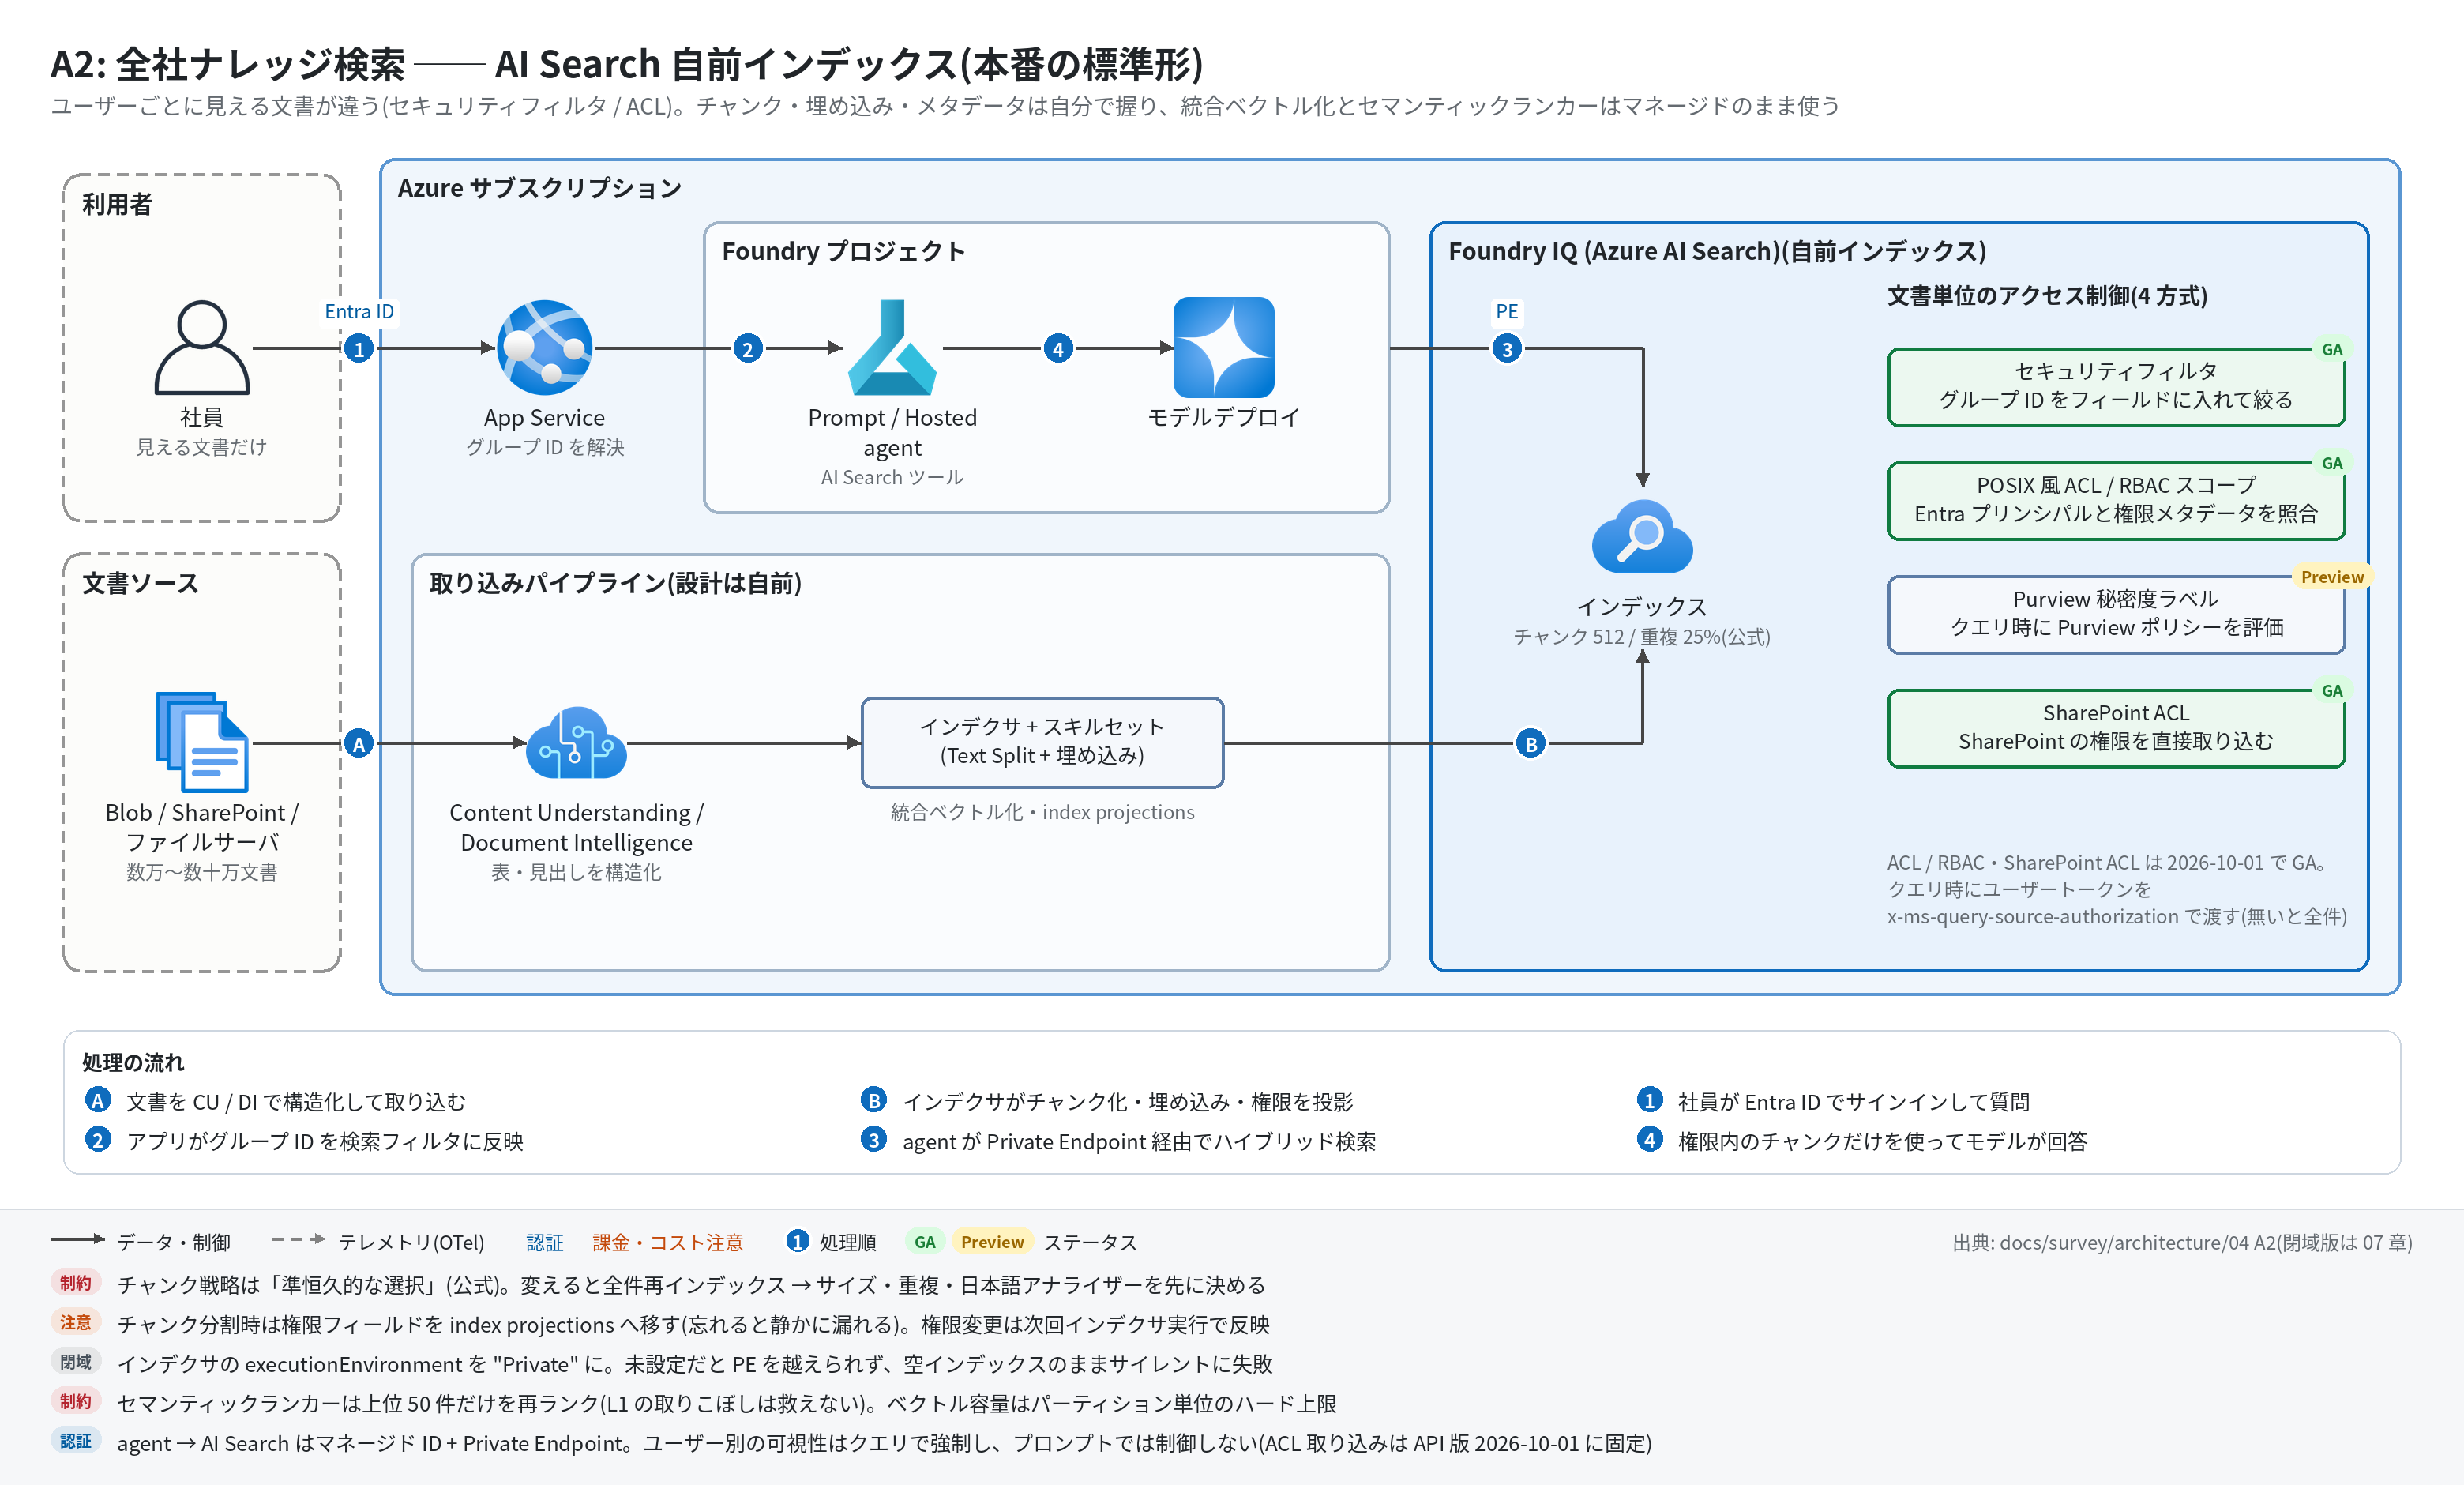 A2: 全社ナレッジ検索 ―― AI Search 自前インデックス(本番の標準形)
ユーザーごとに見える文書が違う(セキュリティフィルタ / ACL)。チャンク・埋め込み・メタデータは自分で握り、統合ベクトル化とセマンティックランカーはマネージドのまま使う
利用者
Entra ID
1
社員
見える文書だけ
Azure サブスクリプション
App Service
グループ ID を解決
2
Foundry プロジェクト
Prompt / Hosted
agent
AI Search ツール
4
モデルデプロイ
Foundry IQ (Azure AI Search)(自前インデックス)
PE
3
インデックス
チャンク 512 / 重複 25%(公式)
文書単位のアクセス制御(4 方式)
GA
セキュリティフィルタ
グループ ID をフィールドに入れて絞る
GA
POSIX 風 ACL / RBAC スコープ
Entra プリンシパルと権限メタデータを照合
Preview
Purview 秘密度ラベル
クエリ時に Purview ポリシーを評価
GA
SharePoint ACL
SharePoint の権限を直接取り込む
ACL / RBAC・SharePoint ACL は 2026-10-01 で GA。
クエリ時にユーザートークンを
x-ms-query-source-authorization で渡す(無いと全件)
文書ソース
Blob / SharePoint /
ファイルサーバ
数万〜数十万文書
A
取り込みパイプライン(設計は自前)
Content Understanding /
Document Intelligence
表・見出しを構造化
インデクサ + スキルセット
(Text Split + 埋め込み)
統合ベクトル化・index projections
B
処理の流れ
A 文書を CU / DI で構造化して取り込む
B インデクサがチャンク化・埋め込み・権限を投影
1 社員が Entra ID でサインインして質問
2 アプリがグループ ID を検索フィルタに反映
3 agent が Private Endpoint 経由でハイブリッド検索
4 権限内のチャンクだけを使ってモデルが回答
データ・制御 テレメトリ(OTel) 認証 課金・コスト注意 1 処理順 GA Preview ステータス
出典: docs/survey/architecture/04 A2(閉域版は 07 章)
制約 チャンク戦略は「準恒久的な選択」(公式)。変えると全件再インデックス → サイズ・重複・日本語アナライザーを先に決める
注意 チャンク分割時は権限フィールドを index projections へ移す(忘れると静かに漏れる)。権限変更は次回インデクサ実行で反映
閉域 インデクサの executionEnvironment を "Private" に。未設定だと PE を越えられず、空インデックスのままサイレントに失敗
制約 セマンティックランカーは上位 50 件だけを再ランク(L1 の取りこぼしは救えない)。ベクトル容量はパーティション単位のハード上限
認証 agent → AI Search はマネージド ID + Private Endpoint。ユーザー別の可視性はクエリで強制し、プロンプトでは制御しない(ACL 取り込みは API 版 2026-10-01 に固定)